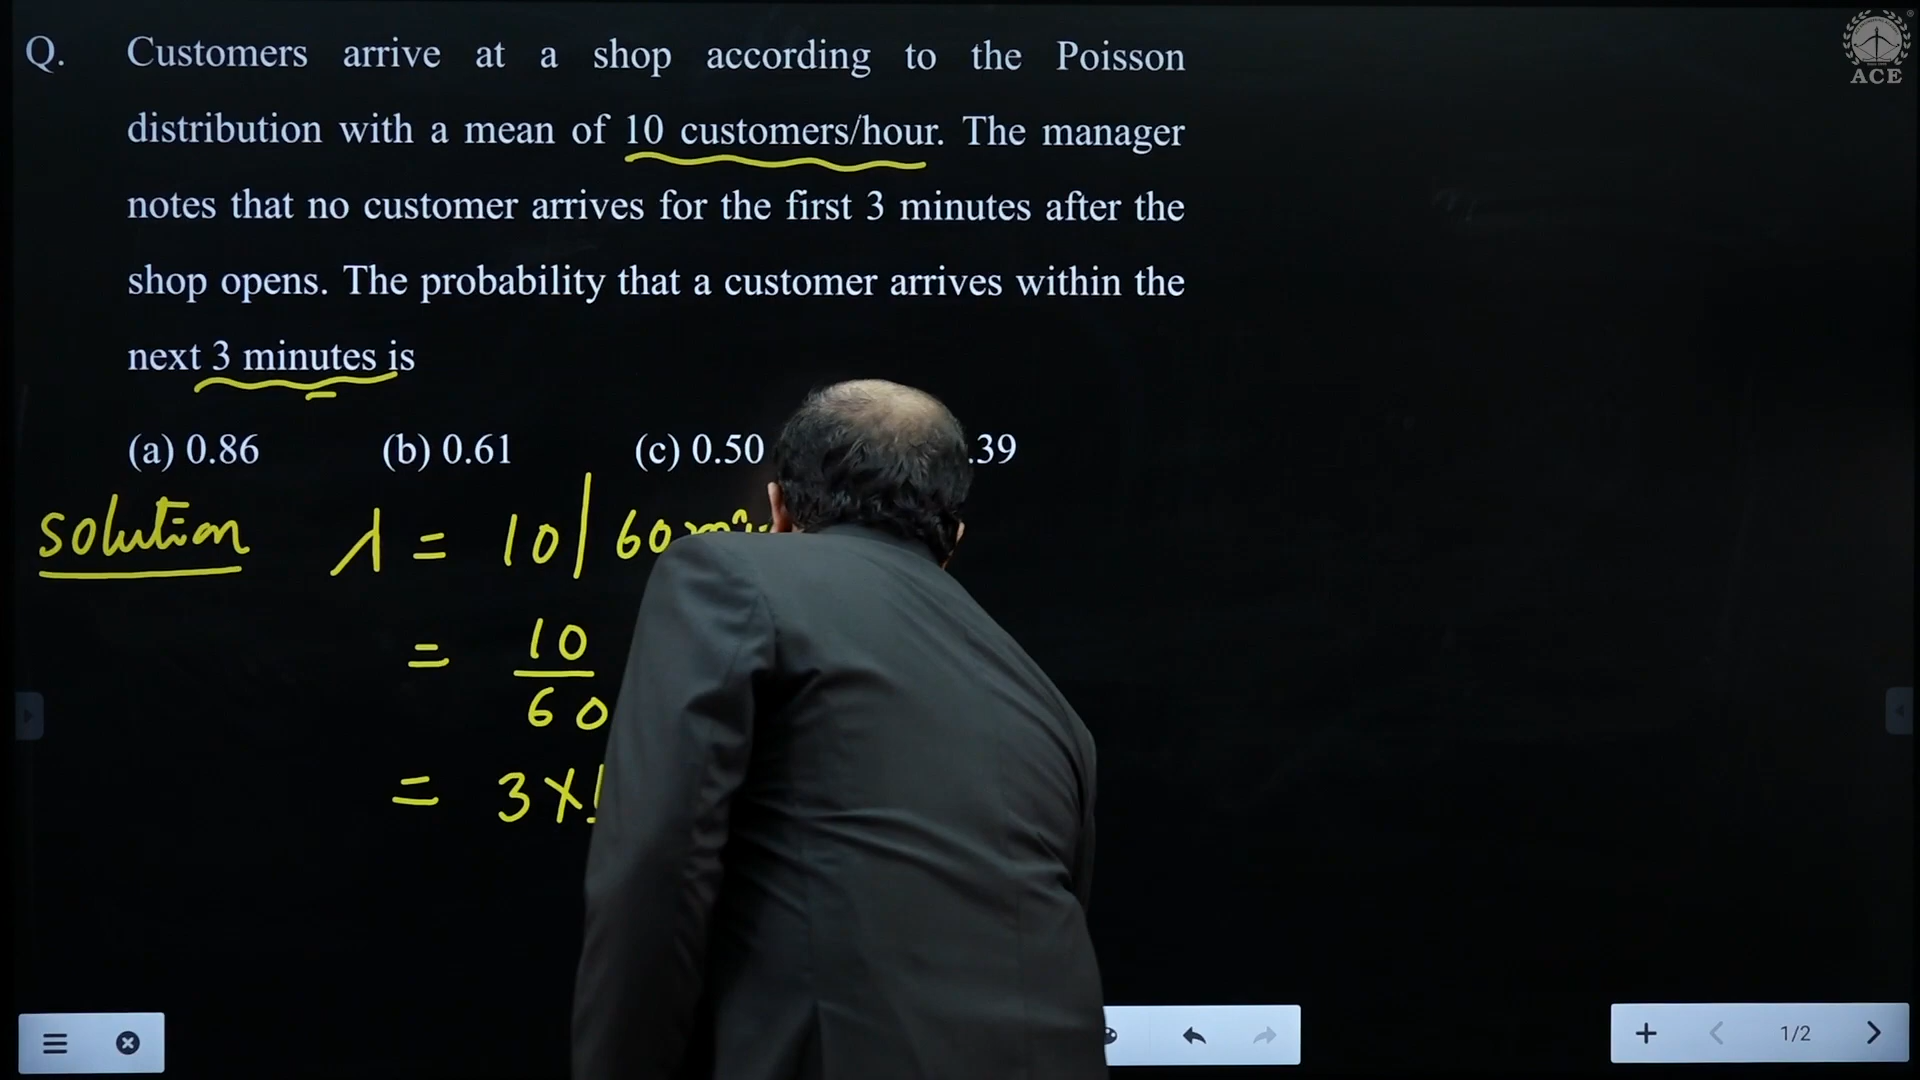 Q. Customers arrive at a shop according to the Poisson
distribution with a mean of 10 customers/hour. The manager
notes that no customer arrives for the first 3 minutes after the
shop opens. The probability that a customer arrives within the
next 3 minutes is
(a) 0.86 (b) 0.61 (c) 0.50 .39
solution λ = 10 | 60
= 10
60
= 3 ×
1/2
ACE